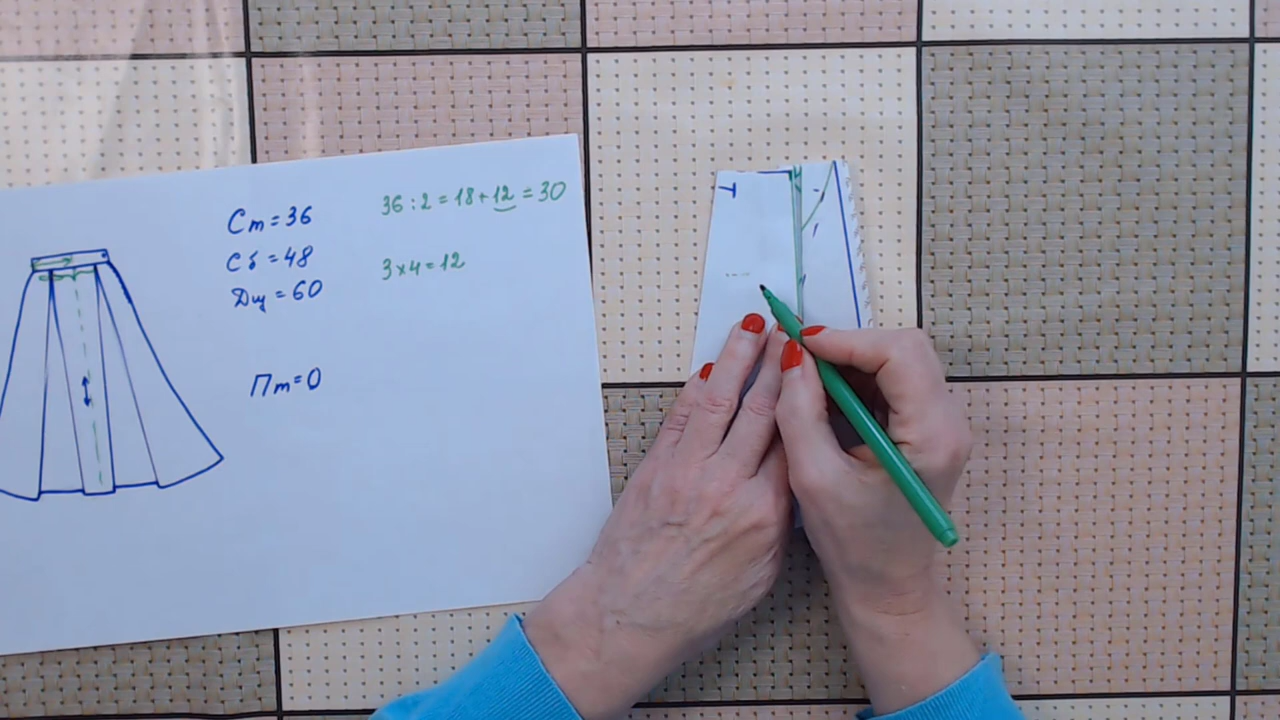 Ст = 36
Сб = 48
Ди = 60
Пт = 0
36 : 2 = 18 + 12 = 30
3 × 4 = 12